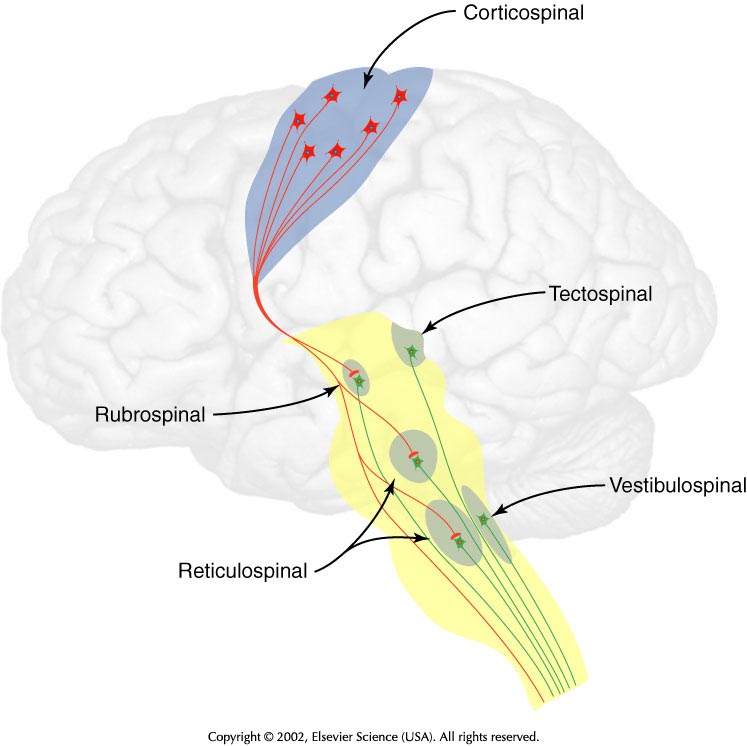 Corticospinal
Tectospinal
Rubrospinal
Vestibulospinal
Reticulospinal
Copyright © 2002, Elsevier Science (USA). All rights reserved.